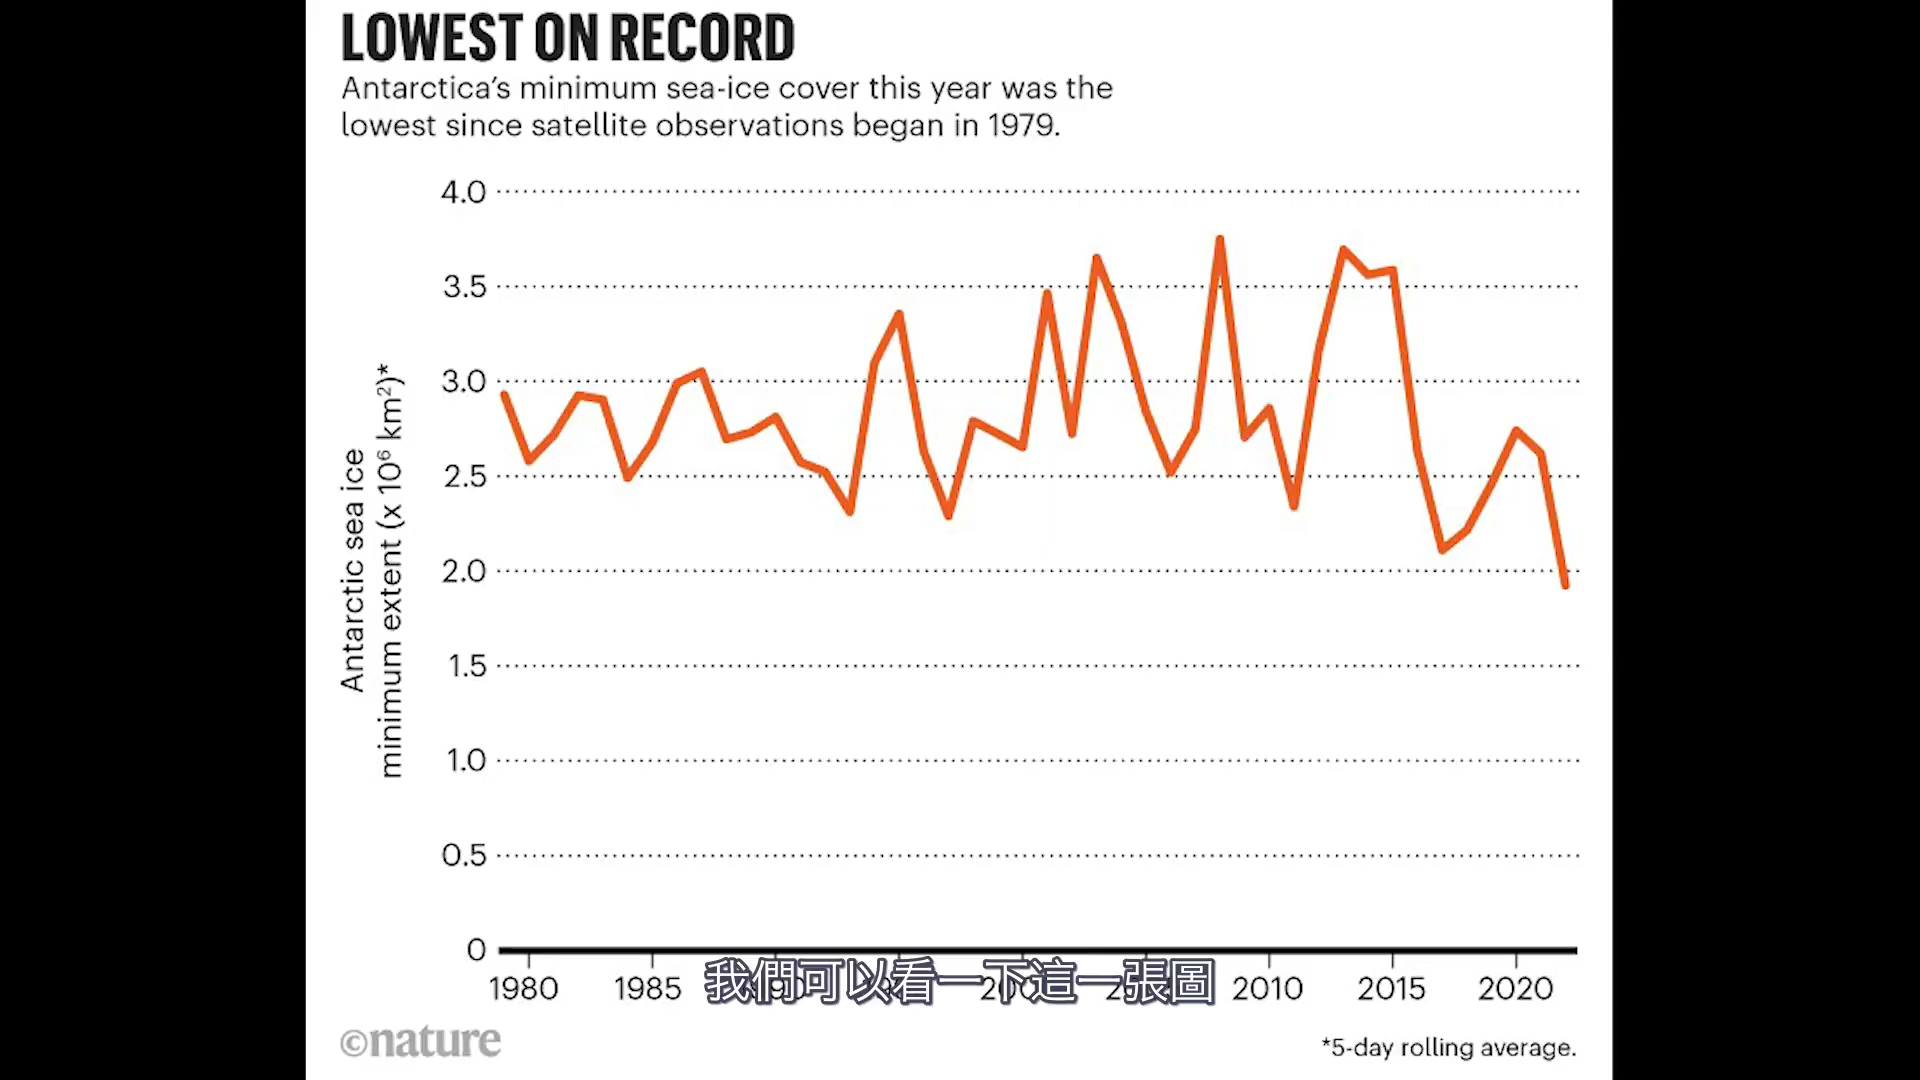 LOWEST ON RECORD
Antarctica’s minimum sea-ice cover this year was the
lowest since satellite observations began in 1979.
4.0
3.5
3.0
2.5
2.0
1.5
1.0
0.5
0
Antarctic sea ice
minimum extent (x 10⁶ km²)*
1980 1985 2010 2015 2020
我們可以看一下這一張圖
©nature
*5-day rolling average.